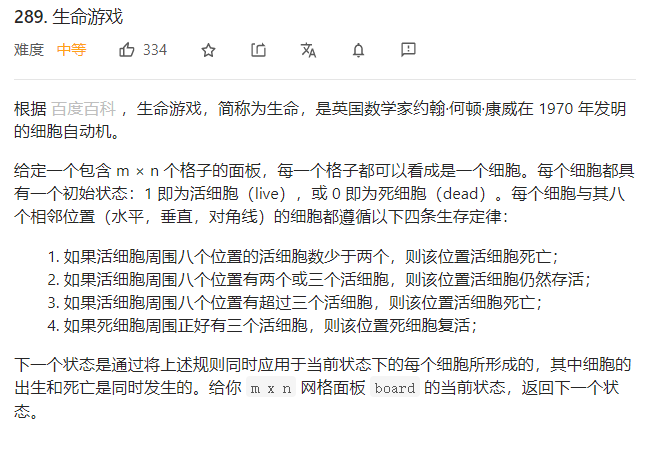 289. 生命游戏
难度 中等 334
根据 百度百科 ，生命游戏，简称为生命，是英国数学家约翰·何顿·康威在 1970 年发明
的细胞自动机。
给定一个包含 m × n 个格子的面板，每一个格子都可以看成是一个细胞。每个细胞都具
有一个初始状态：1 即为活细胞（live），或 0 即为死细胞（dead）。每个细胞与其八
个相邻位置（水平，垂直，对角线）的细胞都遵循以下四条生存定律：
1. 如果活细胞周围八个位置的活细胞数少于两个，则该位置活细胞死亡；
2. 如果活细胞周围八个位置有两个或三个活细胞，则该位置活细胞仍然存活；
3. 如果活细胞周围八个位置有超过三个活细胞，则该位置活细胞死亡；
4. 如果死细胞周围正好有三个活细胞，则该位置死细胞复活；
下一个状态是通过将上述规则同时应用于当前状态下的每个细胞所形成的，其中细胞的
出生和死亡是同时发生的。给你 m x n 网格面板 board 的当前状态，返回下一个状
态。